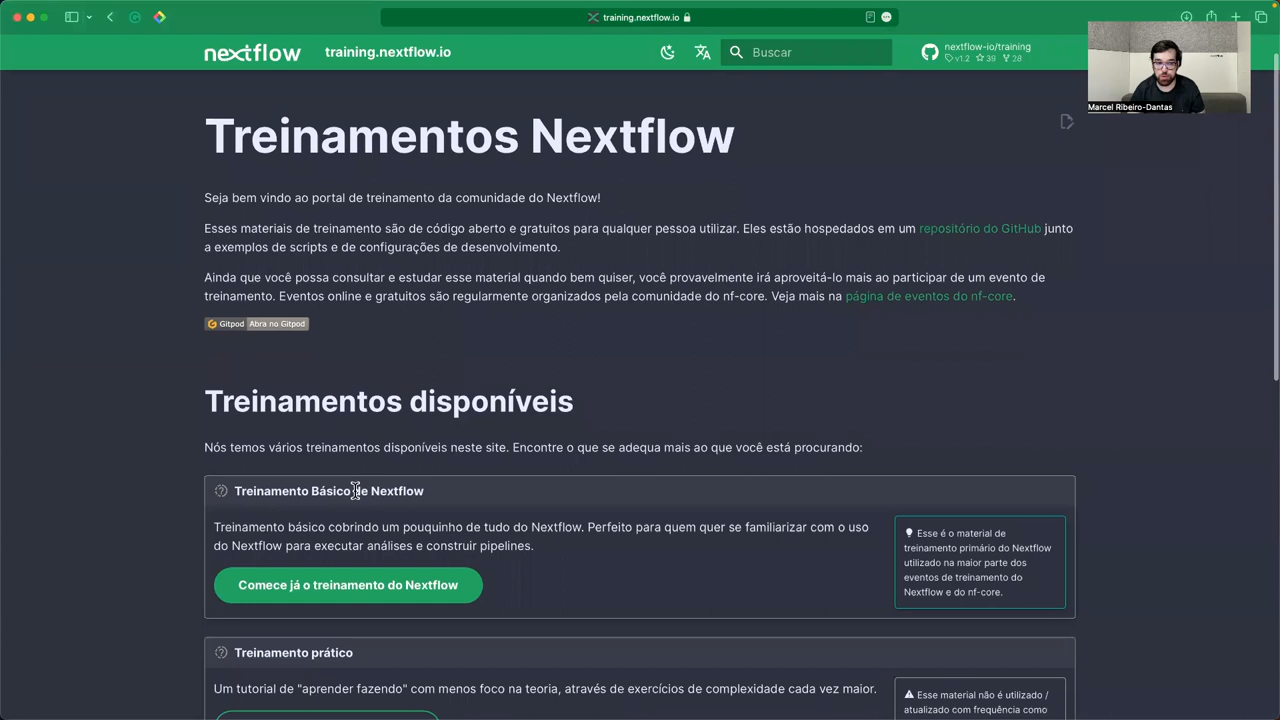 training.nextflow.io
nextflow
training.nextflow.io
Buscar
nextflow-io/training
v1.2 39 28
Marcel Ribeiro-Dantas
Treinamentos Nextflow
Seja bem vindo ao portal de treinamento da comunidade do Nextflow!
Esses materiais de treinamento são de código aberto e gratuitos para qualquer pessoa utilizar. Eles estão hospedados em um repositório do GitHub junto
a exemplos de scripts e de configurações de desenvolvimento.
Ainda que você possa consultar e estudar esse material quando bem quiser, você provavelmente irá aproveitá-lo mais ao participar de um evento de
treinamento. Eventos online e gratuitos são regularmente organizados pela comunidade do nf-core. Veja mais na página de eventos do nf-core.
Gitpod Abra no Gitpod
Treinamentos disponíveis
Nós temos vários treinamentos disponíveis neste site. Encontre o que se adequa mais ao que você está procurando:
Treinamento Básico de Nextflow
Treinamento básico cobrindo um pouquinho de tudo do Nextflow. Perfeito para quem quer se familiarizar com o uso
do Nextflow para executar análises e construir pipelines.
Comece já o treinamento do Nextflow
Esse é o material de
treinamento primário do Nextflow
utilizado na maior parte dos
eventos de treinamento do
Nextflow e do nf-core.
Treinamento prático
Um tutorial de "aprender fazendo" com menos foco na teoria, através de exercícios de complexidade cada vez maior.
Esse material não é utilizado /
atualizado com frequência como